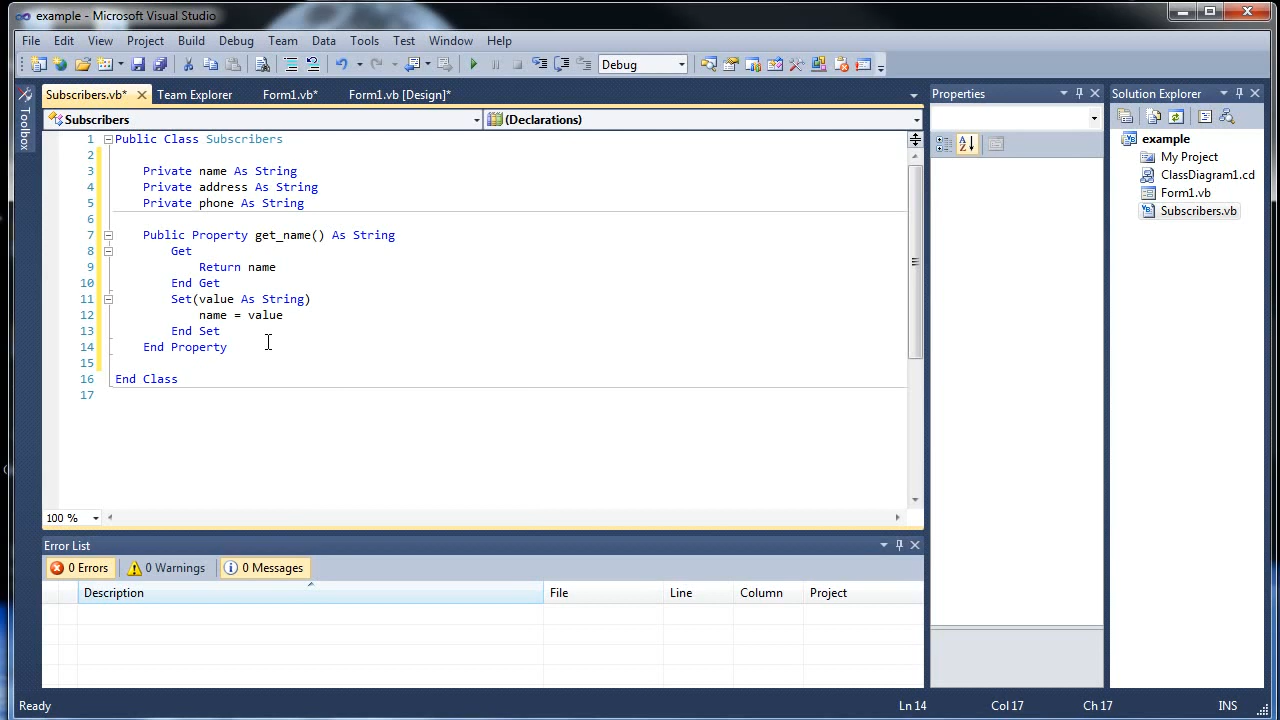 example - Microsoft Visual Studio
File Edit View Project Build Debug Team Data Tools Test Window Help
Debug
Subscribers.vb* Team Explorer Form1.vb* Form1.vb [Design]*
Subscribers (Declarations)
Toolbox
1 Public Class Subscribers
2
3 Private name As String
4 Private address As String
5 Private phone As String
6
7 Public Property get_name() As String
8 Get
9 Return name
10 End Get
11 Set(value As String)
12 name = value
13 End Set
14 End Property
15
16 End Class
17
100 %
Error List
0 Errors 0 Warnings 0 Messages
Description File Line Column Project
Properties
Solution Explorer
example
My Project
ClassDiagram1.cd
Form1.vb
Subscribers.vb
Ready Ln 14 Col 17 Ch 17 INS